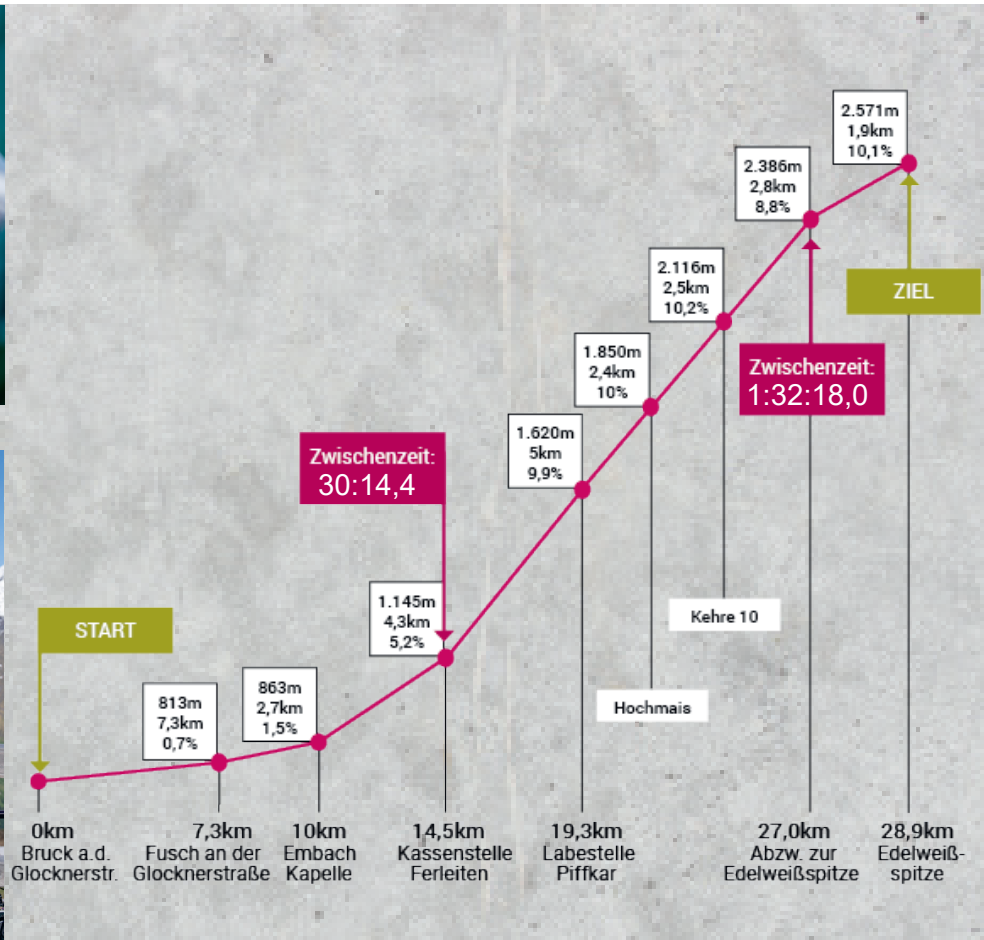 2.571m
1,9km
10,1%
2.386m
2,8km
8,8%
ZIEL
2.116m
2,5km
10,2%
1.850m
2,4km
10%
Zwischenzeit:
1:32:18,0
1.620m
5km
9,9%
Zwischenzeit:
30:14,4
1.145m
4,3km
5,2%
START
Kehre 10
863m
2,7km
1,5%
813m
7,3km
0,7%
Hochmais
0km
Bruck a.d.
Glocknerstr.
7,3km
Fusch an der
Glocknerstraße
10km
Embach
Kapelle
14,5km
Kassenstelle
Ferleiten
19,3km
Labestelle
Piffkar
27,0km
Abzw. zur
Edelweißspitze
28,9km
Edelweiß-
spitze